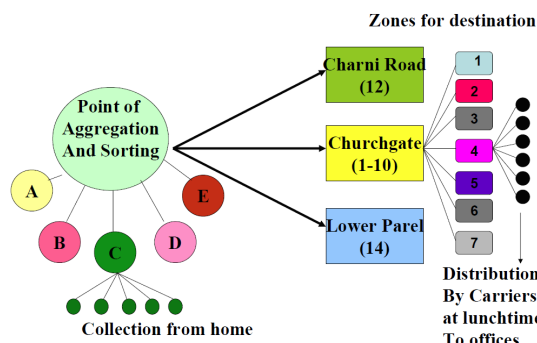 Zones for destination
Charni Road
(12)
1
2
3
4
5
6
7
Point of
Aggregation
And Sorting
Churchgate
(1-10)
A
E
B
C
D
Lower Parel
(14)
Collection from home
Distribution
By Carriers
at lunchtime
To offices